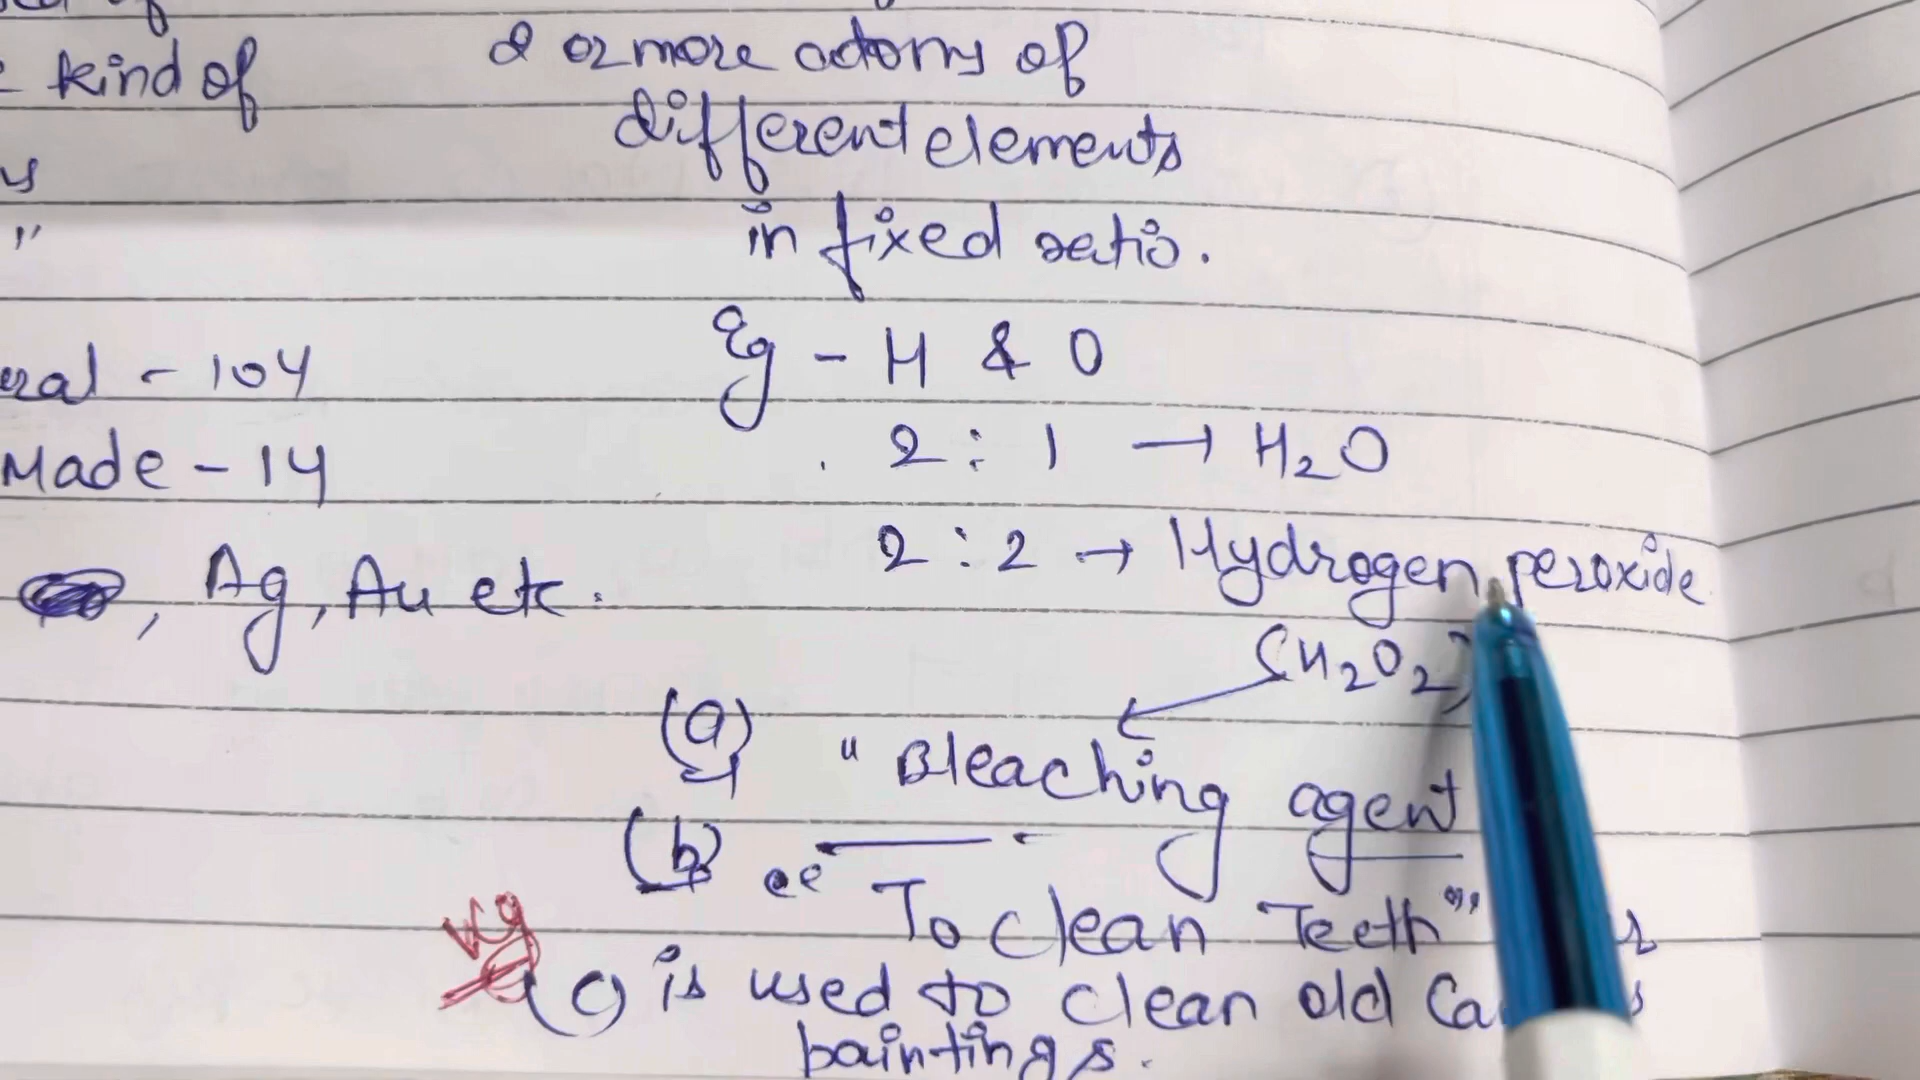 kind of
2 or more atoms of
different elements
in fixed ratio.
Eg - H & O
ral - 104
2 : 1 → H₂O
Made - 14
2 : 2 → Hydrogen peroxide
, Ag, Au etc.
(H₂O₂)
(a) " Bleaching agent
(b) " To clean Teeth"
(c) is used to clean old
paintings.